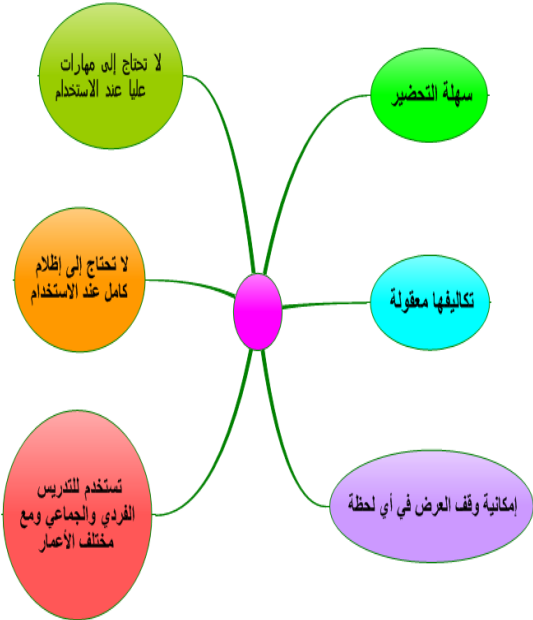 سهلة التحضير
لا تحتاج إلى مهارات
عليا عند الاستخدام
تكاليفها معقولة
لا تحتاج إلى إظلام
كامل عند الاستخدام
إمكانية وقف العرض في أي لحظة
تستخدم للتدريس
الفردي والجماعي ومع
مختلف الأعمار